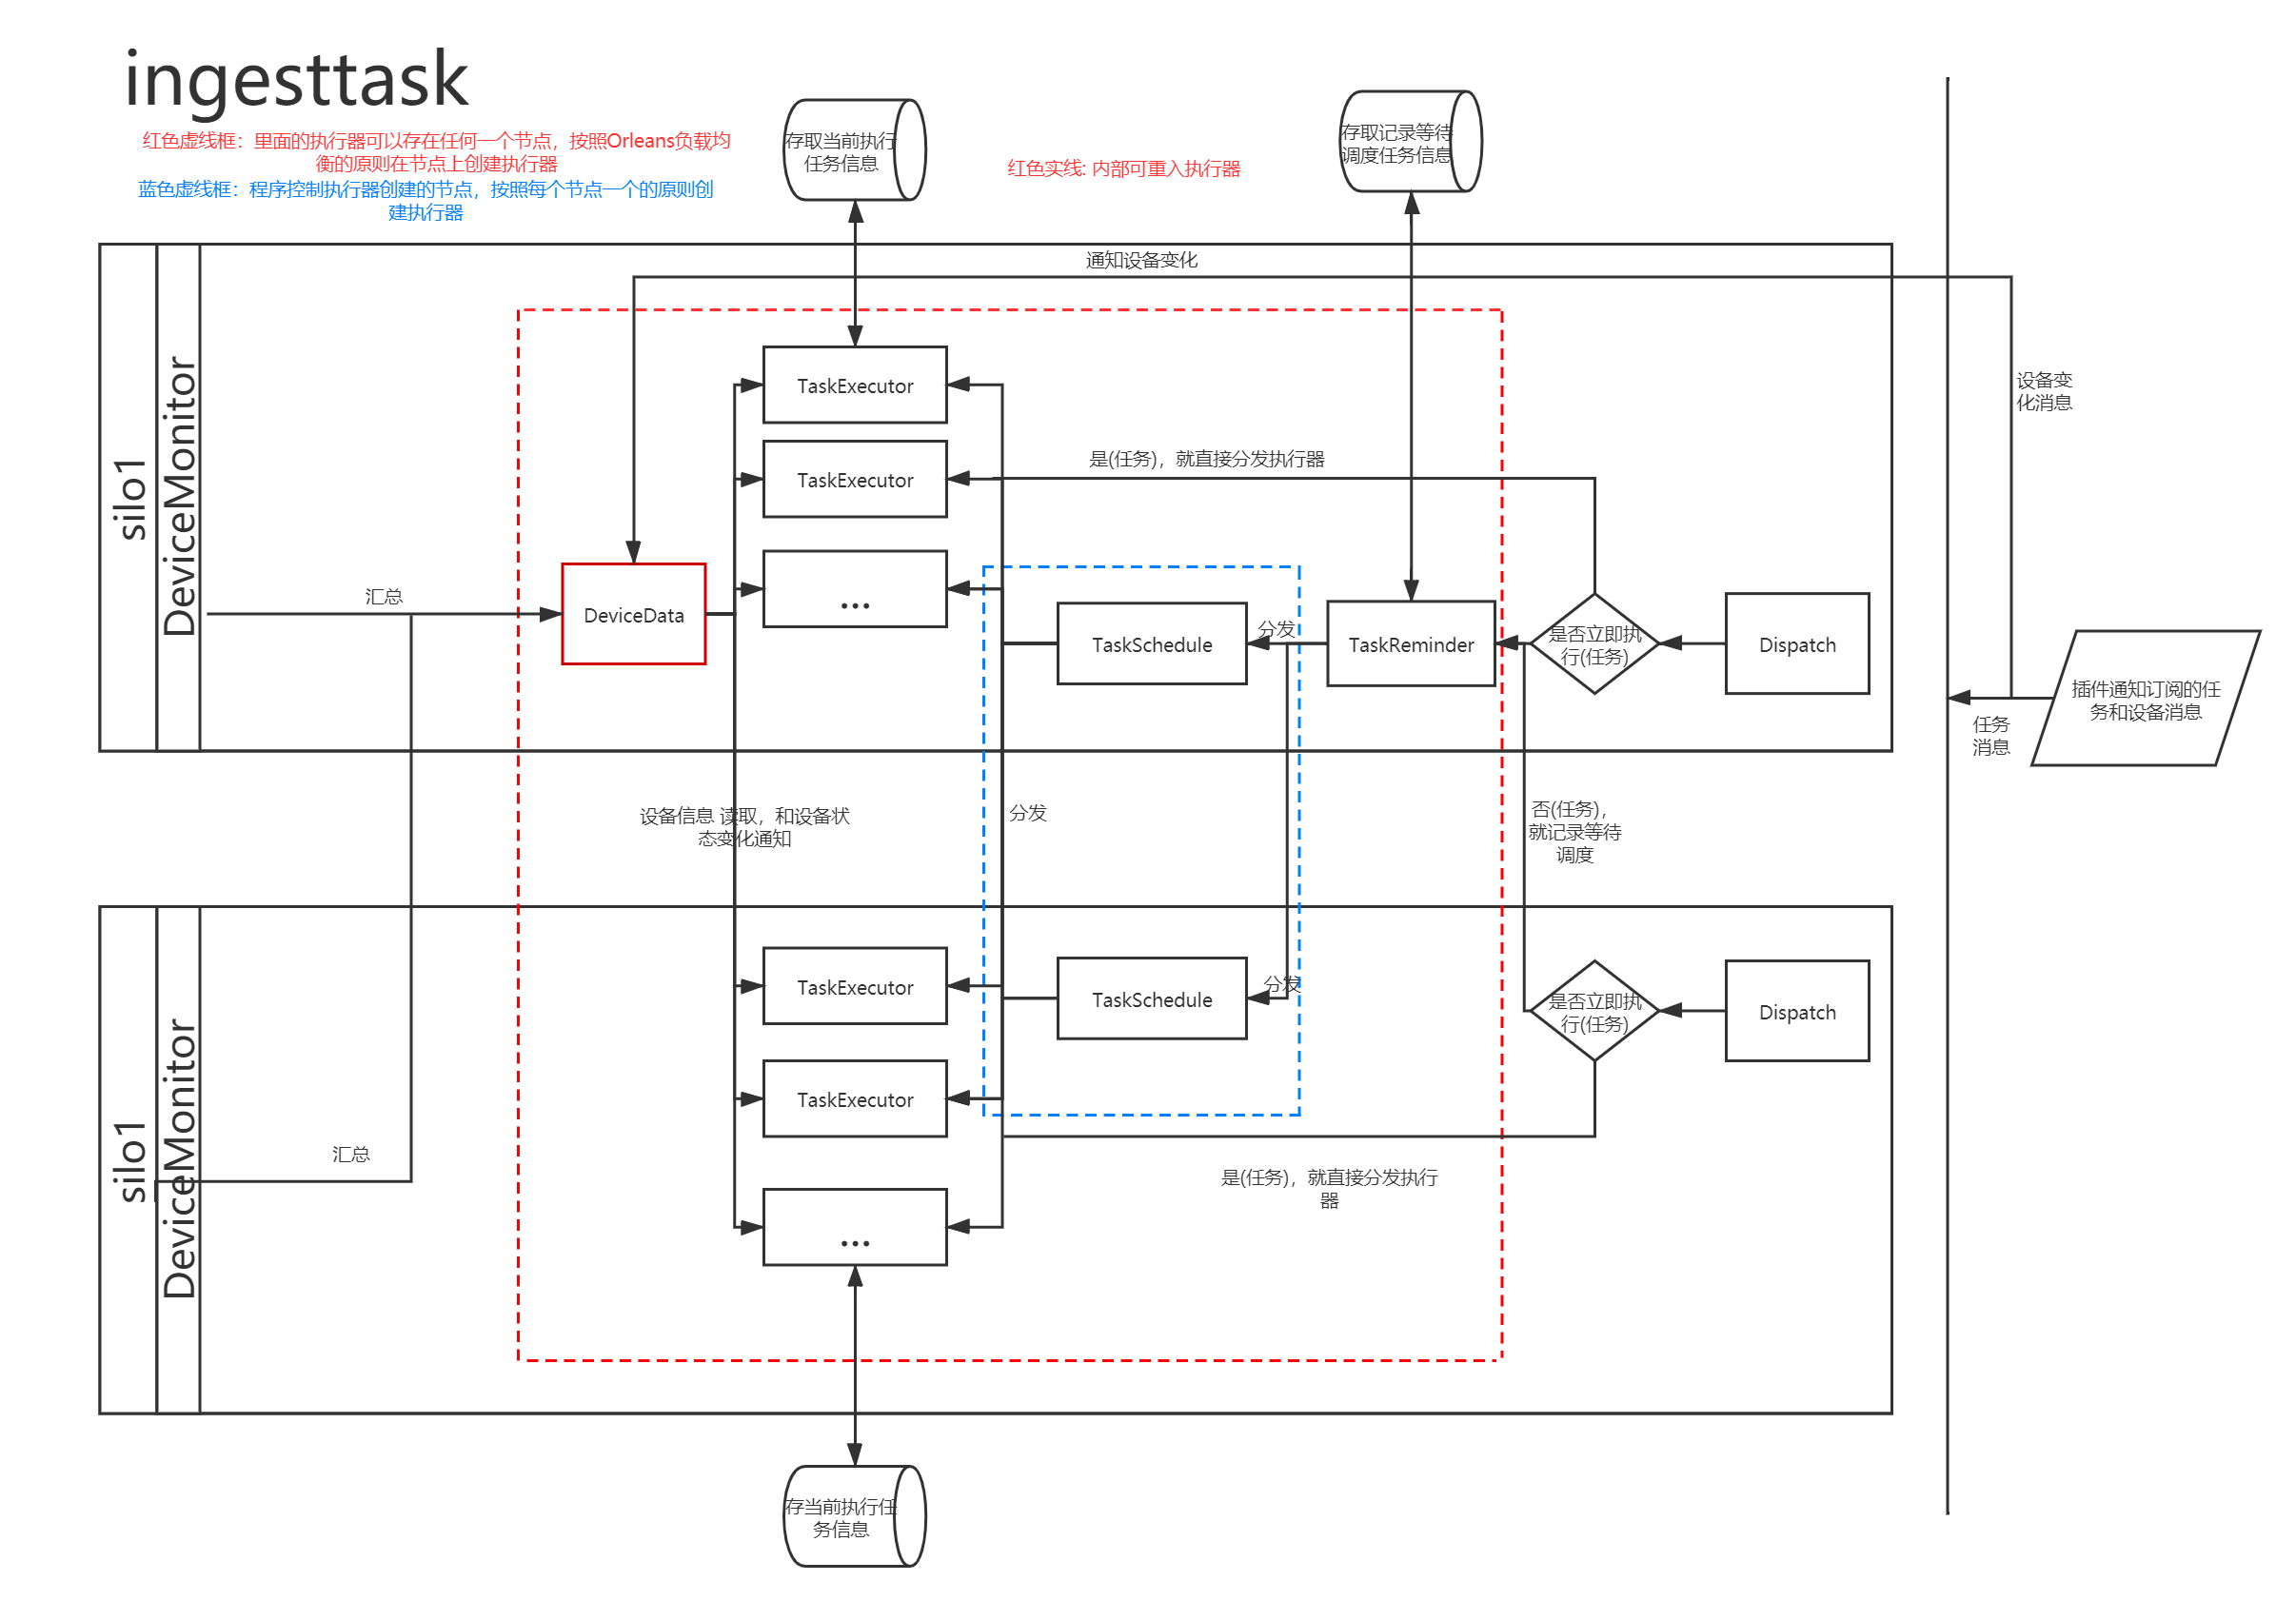 ingesttask
红色虚线框：里面的执行器可以存在任何一个节点，按照Orleans负载均
衡的原则在节点上创建执行器
蓝色虚线框：程序控制执行器创建的节点，按照每个节点一个的原则创
建执行器
存取当前执行
任务信息
红色实线: 内部可重入执行器
存取记录等待
调度任务信息
silo1
DeviceMonitor
通知设备变化
设备变
化消息
TaskExecutor
是(任务)，就直接分发执行器
TaskExecutor
...
汇总
DeviceData
TaskSchedule
分发
TaskReminder
是否立即执
行(任务)
Dispatch
插件通知订阅的任
务和设备消息
任务
消息
设备信息 读取，和设备状
态变化通知
分发
否(任务)，
就记录等待
调度
silo1
DeviceMonitor
汇总
TaskExecutor
TaskSchedule
分发
是否立即执
行(任务)
Dispatch
TaskExecutor
是(任务)，就直接分发执行
器
...
存当前执行任
务信息